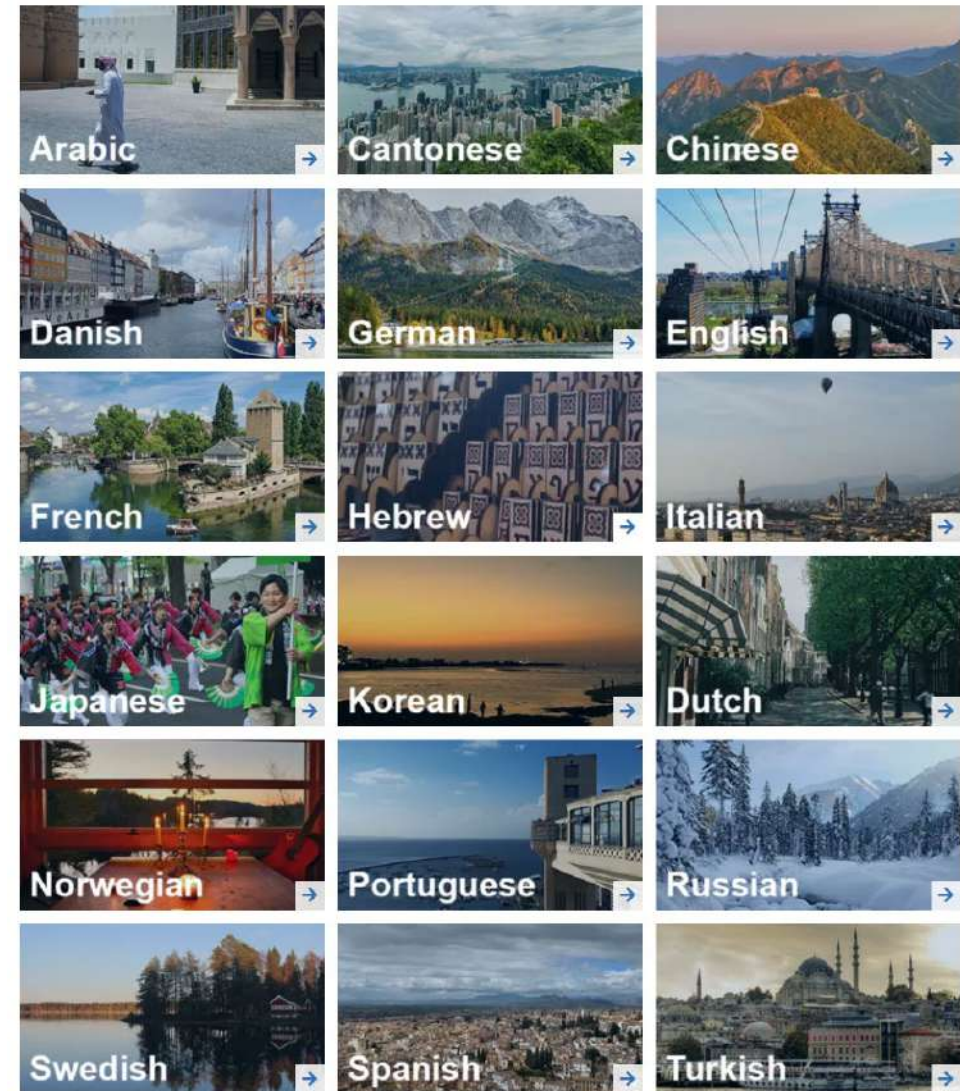 Arabic
Cantonese
Chinese
Danish
German
English
French
Hebrew
Italian
Japanese
Korean
Dutch
Norwegian
Portuguese
Russian
Swedish
Spanish
Turkish